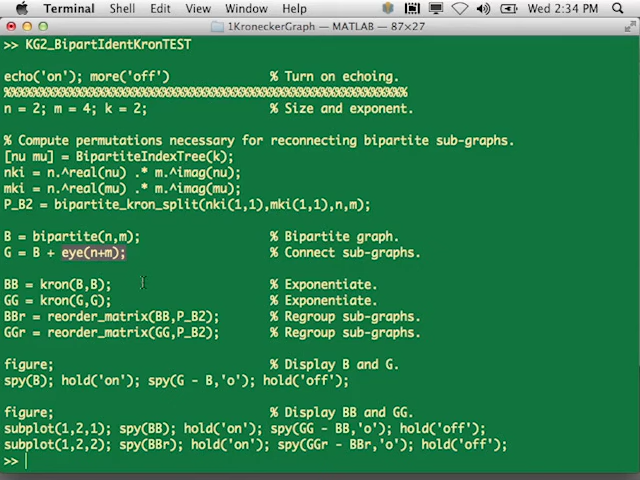 Terminal Shell Edit View Window Help Wed 2:34 PM
1KroneckerGraph — MATLAB — 87×27
>> KG2_BipartIdentKronTEST
echo('on'); more('off') % Turn on echoing.
%%%%%%%%%%%%%%%%%%%%%%%%%%%%%%%%%%%%%%%%%%%%%%%%%%%%%%%%%%%%%%%%%%%%
n = 2; m = 4; k = 2; % Size and exponent.
% Compute permutations necessary for reconnecting bipartite sub-graphs.
[nu mu] = BipartiteIndexTree(k);
nki = n.^real(nu) .* m.^imag(nu);
mki = n.^real(mu) .* m.^imag(mu);
P_B2 = bipartite_kron_split(nki(1,1),mki(1,1),n,m);
B = bipartite(n,m); % Bipartite graph.
G = B + eye(n+m); % Connect sub-graphs.
BB = kron(B,B); % Exponentiate.
GG = kron(G,G); % Exponentiate.
BBr = reorder_matrix(BB,P_B2); % Regroup sub-graphs.
GGr = reorder_matrix(GG,P_B2); % Regroup sub-graphs.
figure; % Display B and G.
spy(B); hold('on'); spy(G - B,'o'); hold('off');
figure; % Display BB and GG.
subplot(1,2,1); spy(BB); hold('on'); spy(GG - BB,'o'); hold('off');
subplot(1,2,2); spy(BBr); hold('on'); spy(GGr - BBr,'o'); hold('off');
>>